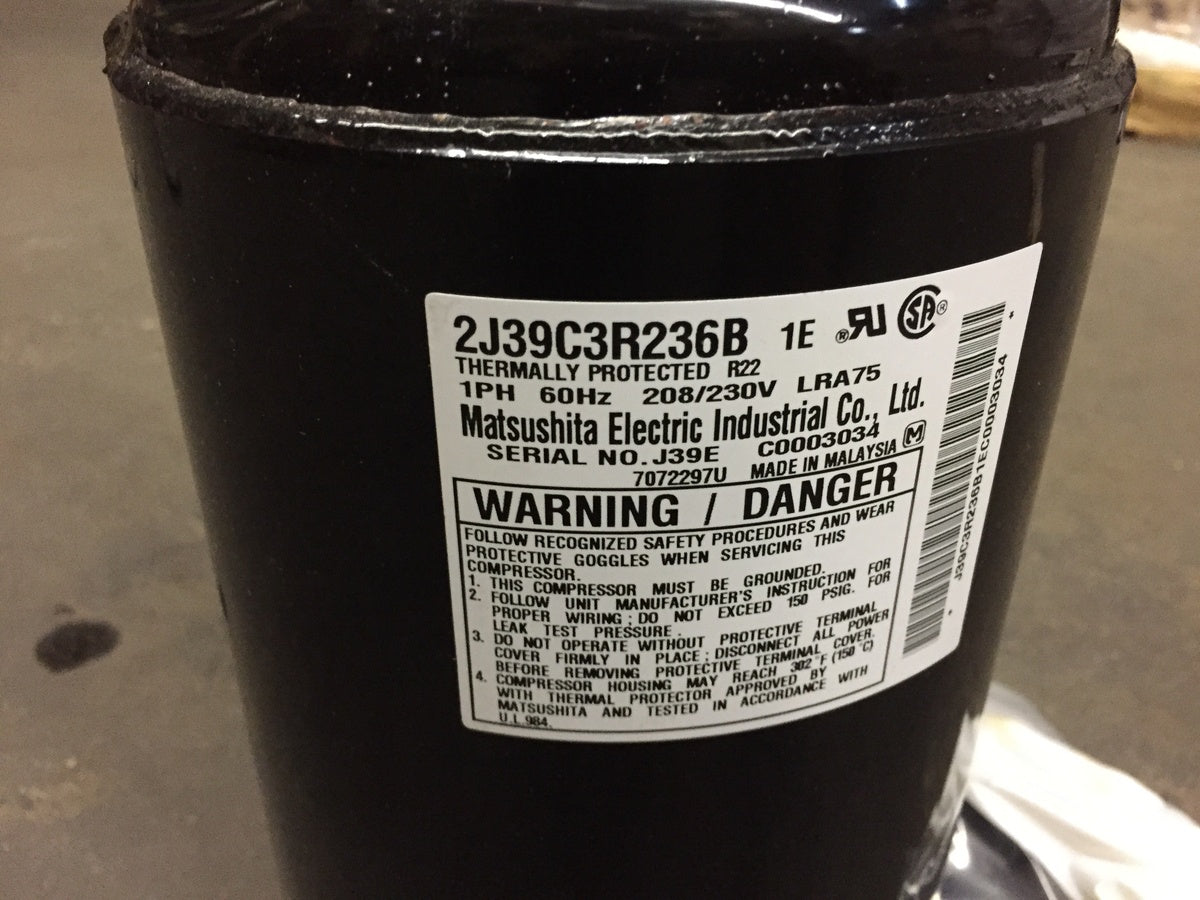 2J39C3R236B 1E ®RU SA®
THERMALLY PROTECTED R22
1PH 60Hz 208/230V LRA75
Matsushita Electric Industrial Co., Ltd.
SERIAL NO. J39E C0003034 M
7072297U MADE IN MALAYSIA
WARNING / DANGER
FOLLOW RECOGNIZED SAFETY PROCEDURES AND WEAR
PROTECTIVE GOGGLES WHEN SERVICING THIS
COMPRESSOR.
1. THIS COMPRESSOR MUST BE GROUNDED.
2. FOLLOW UNIT MANUFACTURER'S INSTRUCTION FOR
PROPER WIRING ; DO NOT EXCEED 150 PSIG. FOR
LEAK TEST PRESSURE.
3. DO NOT OPERATE WITHOUT PROTECTIVE TERMINAL
COVER FIRMLY IN PLACE ; DISCONNECT ALL POWER
BEFORE REMOVING PROTECTIVE TERMINAL COVER.
4. COMPRESSOR HOUSING MAY REACH 302 °F (150 °C)
WITH THERMAL PROTECTOR APPROVED BY
MATSUSHITA AND TESTED IN ACCORDANCE WITH
U.L.984.
* J39C3R236B1EC0003034 *